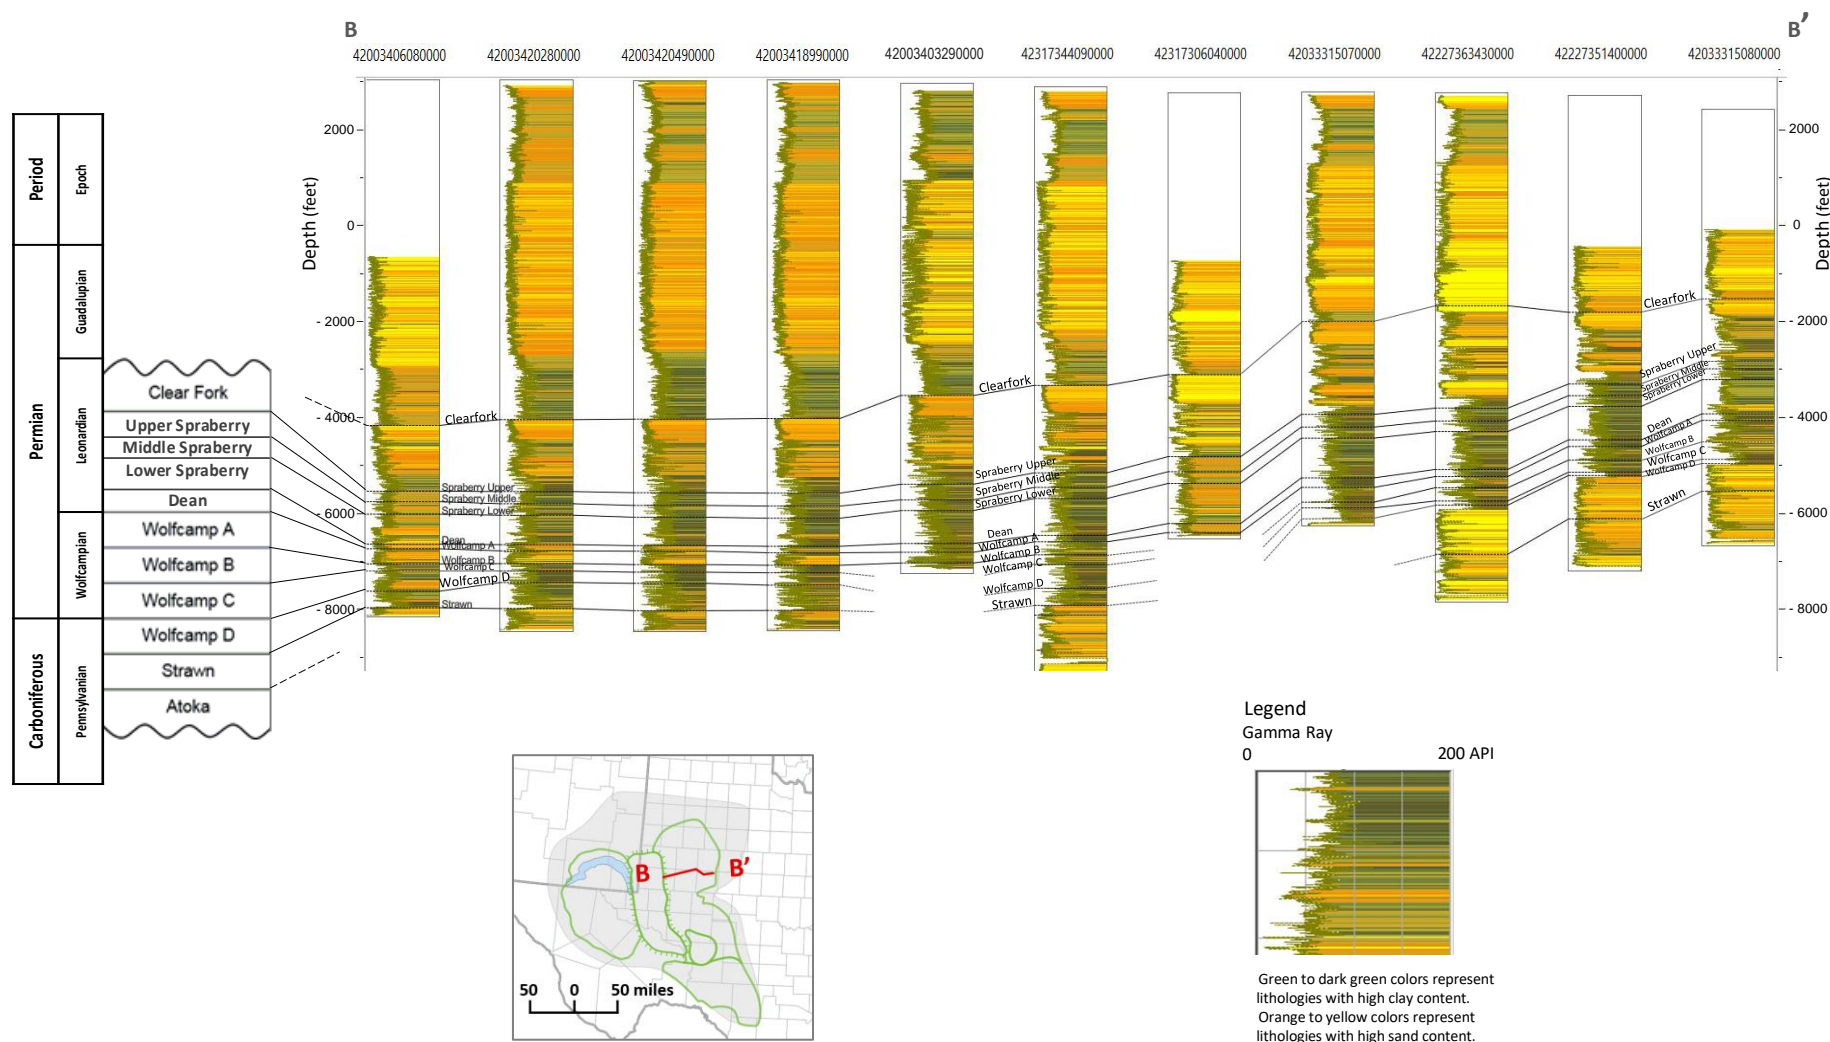 B
B’
42003406080000
42003420280000
42003420490000
42003418990000
42003403290000
42317344090000
42317306040000
42033315070000
42227363430000
42227351400000
42033315080000
Period
Epoch
Permian
Guadalupian
Leonardian
Wolfcampian
Carboniferous
Pennsylvanian
Clear Fork
Upper Spraberry
Middle Spraberry
Lower Spraberry
Dean
Wolfcamp A
Wolfcamp B
Wolfcamp C
Wolfcamp D
Strawn
Atoka
Depth (feet)
2000
0
- 2000
- 4000
- 6000
- 8000
Clearfork
Spraberry Upper
Spraberry Middle
Spraberry Lower
Dean
Wolfcamp A
Wolfcamp B
Wolfcamp C
Wolfcamp D
Strawn
Clearfork
Spraberry Upper
Spraberry Middle
Spraberry Lower
Dean
Wolfcamp A
Wolfcamp B
Wolfcamp C
Wolfcamp D
Strawn
Clearfork
Spraberry Upper
Spraberry Middle
Spraberry Lower
Dean
Wolfcamp A
Wolfcamp B
Wolfcamp C
Wolfcamp D
Strawn
2000
0
- 2000
- 4000
- 6000
- 8000
Depth (feet)
B
B’
50 0 50 miles
Legend
Gamma Ray
0 200 API
Green to dark green colors represent
lithologies with high clay content.
Orange to yellow colors represent
lithologies with high sand content.